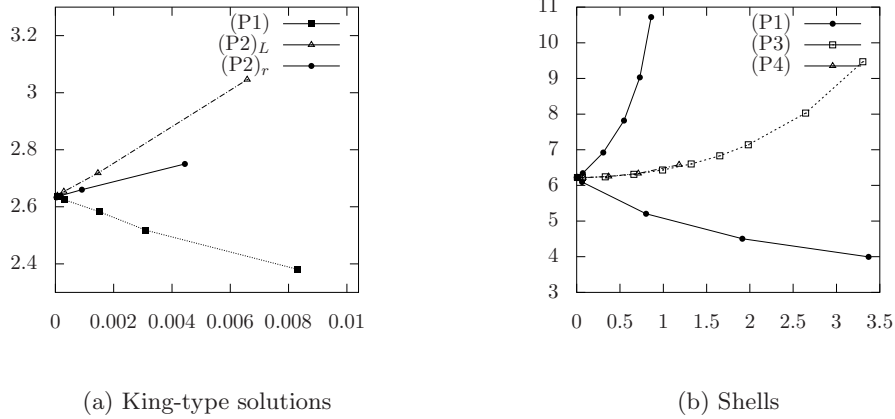 (P1)
(P2)L
(P2)r
3.2
3
2.8
2.6
2.4
0 0.002 0.004 0.006 0.008 0.01
(a) King-type solutions
(P1)
(P3)
(P4)
11
10
9
8
7
6
5
4
3
0 0.5 1 1.5 2 2.5 3 3.5
(b) Shells